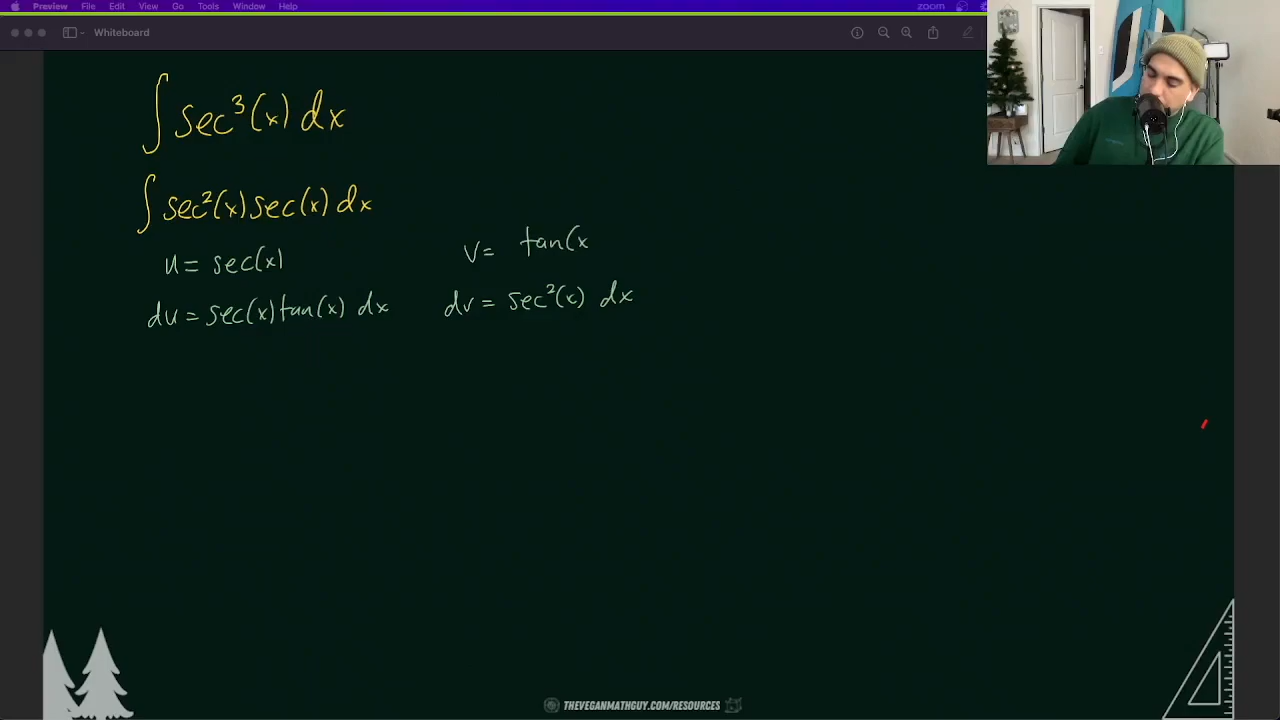 Preview File Edit View Go Tools Window Help zoom
Whiteboard
∫ sec³(x) dx
∫ sec²(x) sec(x) dx
u = sec(x)
v = tan(x
du = sec(x)tan(x) dx
dv = sec²(x) dx
THEVEGANMATHGUY.COM/RESOURCES